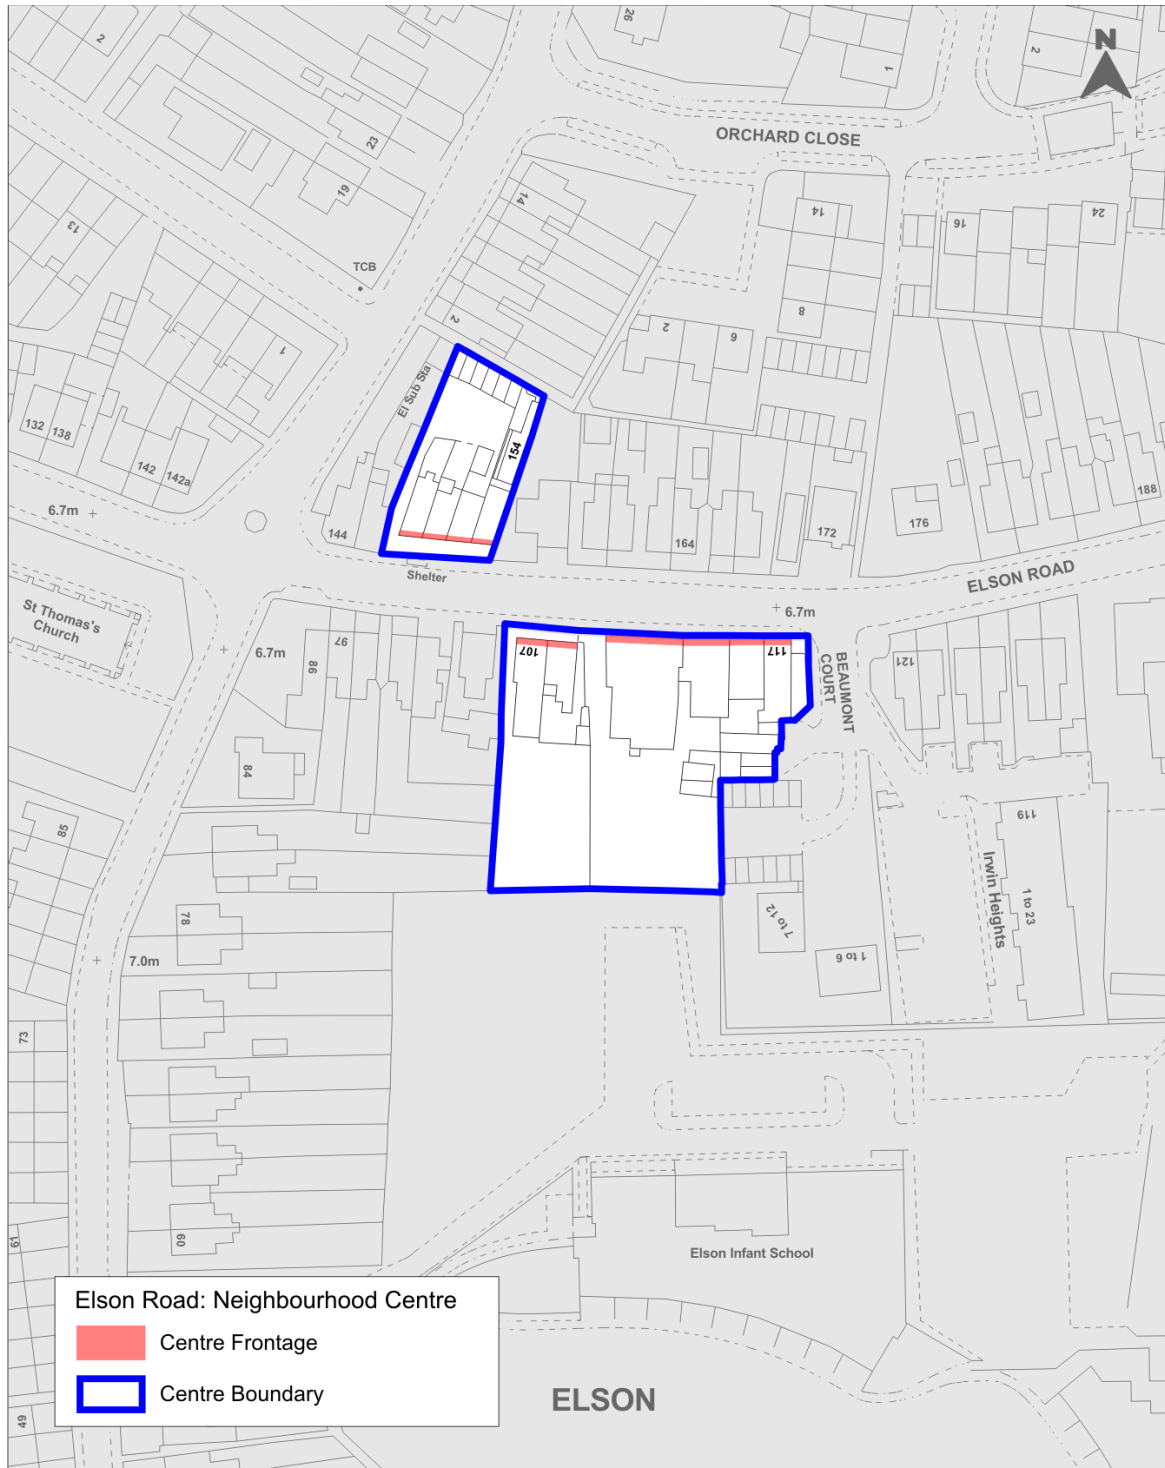 26
2
N
1
2
ORCHARD CLOSE
23
19
14
14
24
16
13
TCB
8
2
2
6
1
El Sub Sta
132
138
154
142
142a
188
6.7m
144
164
172
176
Shelter
ELSON ROAD
St Thomas's
Church
6.7m
97
6.7m
107
117
BEAUMONT
COURT
121
86
84
85
119
Irwin Heights
1 to 23
78
7 to 12
1 to 6
7.0m
73
60
61
Elson Infant School
Elson Road: Neighbourhood Centre
Centre Frontage
Centre Boundary
ELSON
49